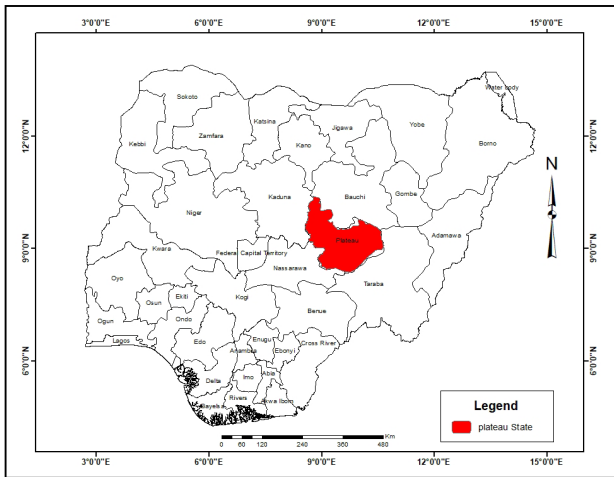 3°0'0"E 6°0'0"E 9°0'0"E 12°0'0"E 15°0'0"E
Water body
Sokoto
Katsina
Yobe
Jigawa
Zamfara
Kano
Kebbi
Borno
12°0'0"N 12°0'0"N
N
Kaduna
Bauchi
Gombe
Niger
Adamawa
Plateau
Kwara
Federal Capital Territory
9°0'0"N 9°0'0"N
Nassarawa
Oyo
Taraba
Ekiti
Kogi
Osun
Benue
Ogun
Ondo
Lagos
Edo
Enugu
Cross River
Anambra
Ebonyi
6°0'0"N 6°0'0"N
Delta
Imo
Abia
Rivers
Akwa Ibom
Bayelsa
Legend
plateau State
Km
0 60 120 240 360 480
3°0'0"E 6°0'0"E 9°0'0"E 12°0'0"E 15°0'0"E